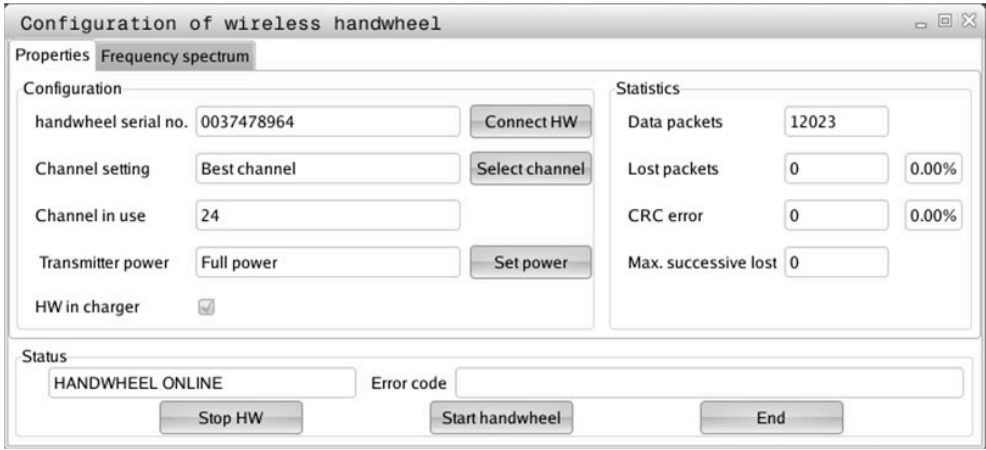 Configuration of wireless handwheel
Properties Frequency spectrum
Configuration
handwheel serial no. 0037478964 Connect HW
Channel setting Best channel Select channel
Channel in use 24
Transmitter power Full power Set power
HW in charger
Statistics
Data packets 12023
Lost packets 0 0.00%
CRC error 0 0.00%
Max. successive lost 0
Status
HANDWHEEL ONLINE Error code
Stop HW Start handwheel End